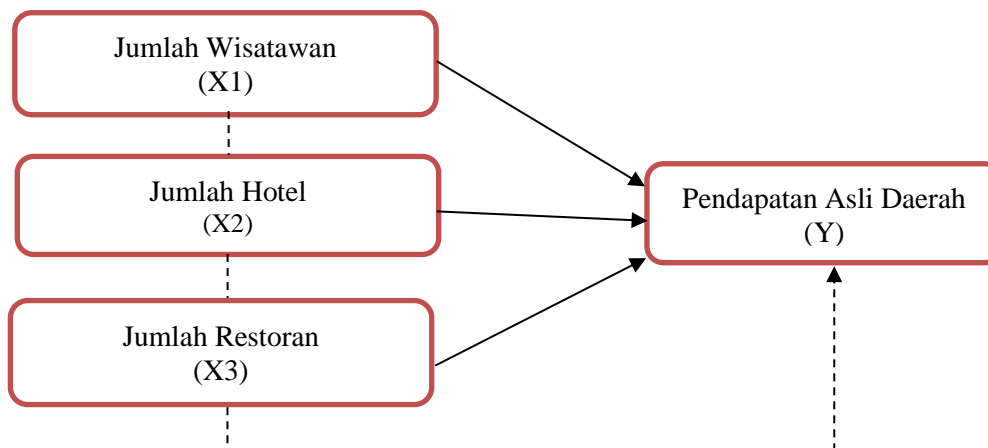 Jumlah Wisatawan
(X1)
Jumlah Hotel
(X2)
Jumlah Restoran
(X3)
Pendapatan Asli Daerah
(Y)